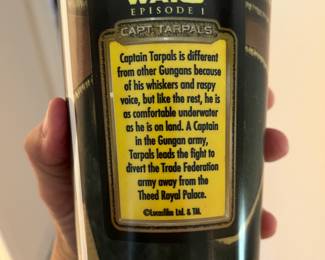 WARS
EPISODE I
CAPT. TARPALS
Captain Tarpals is different
from other Gungans because
of his whiskers and raspy
voice, but like the rest, he is
as comfortable underwater
as he is on land. A Captain
in the Gungan army,
Tarpals leads the fight to
divert the Trade Federation
army away from the
Theed Royal Palace.
©Lucasfilm Ltd. & TM.